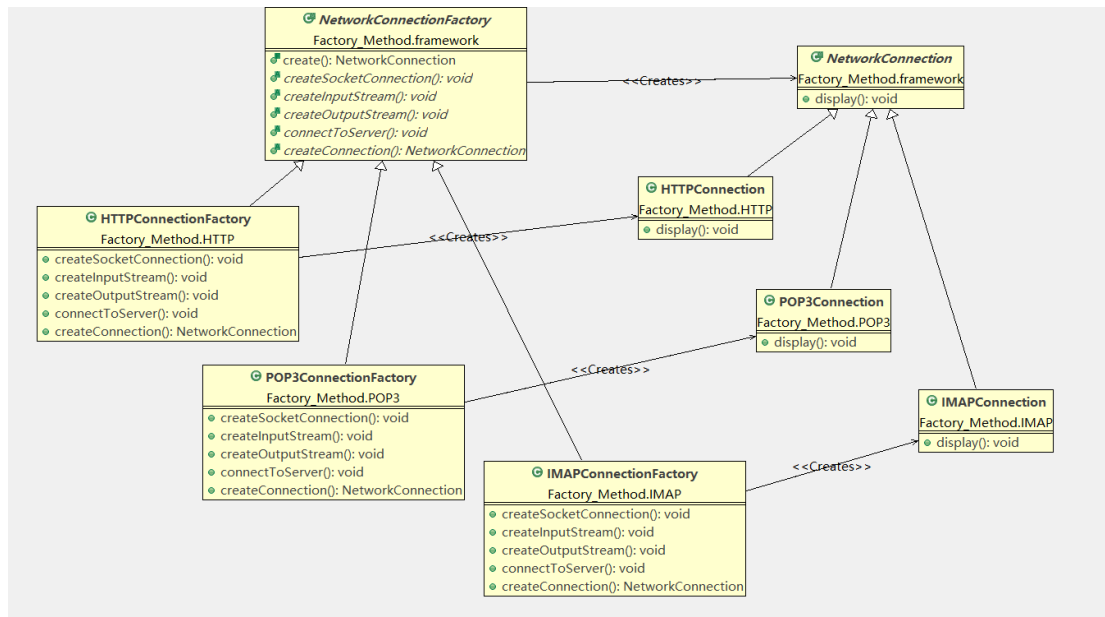 NetworkConnectionFactory
Factory_Method.framework
create(): NetworkConnection
createSocketConnection(): void
createInputStream(): void
createOutputStream(): void
connectToServer(): void
createConnection(): NetworkConnection
<<Creates>>
NetworkConnection
Factory_Method.framework
display(): void
HTTPConnectionFactory
Factory_Method.HTTP
createSocketConnection(): void
createInputStream(): void
createOutputStream(): void
connectToServer(): void
createConnection(): NetworkConnection
<<Creates>>
HTTPConnection
Factory_Method.HTTP
display(): void
POP3ConnectionFactory
Factory_Method.POP3
createSocketConnection(): void
createInputStream(): void
createOutputStream(): void
connectToServer(): void
createConnection(): NetworkConnection
<<Creates>>
POP3Connection
Factory_Method.POP3
display(): void
IMAPConnectionFactory
Factory_Method.IMAP
createSocketConnection(): void
createInputStream(): void
createOutputStream(): void
connectToServer(): void
createConnection(): NetworkConnection
<<Creates>>
IMAPConnection
Factory_Method.IMAP
display(): void